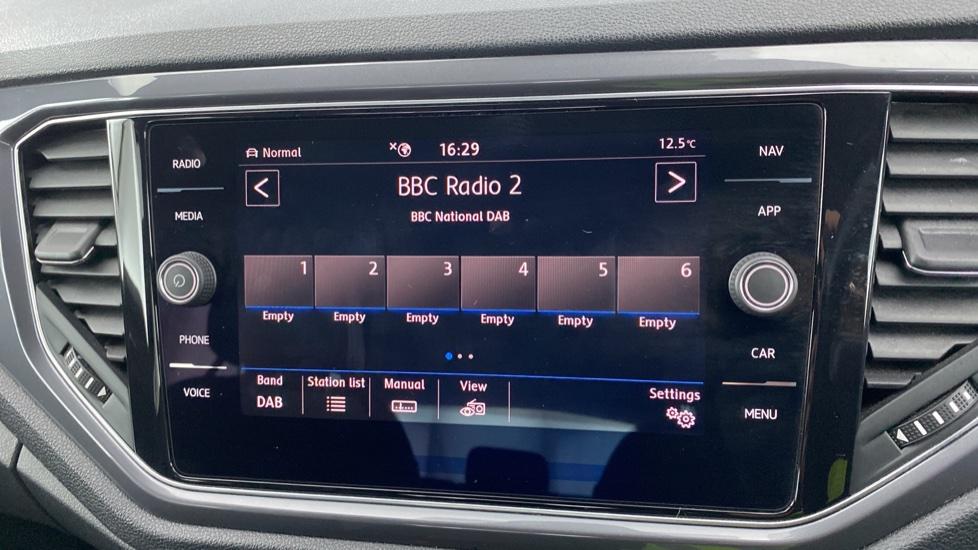 RADIO
MEDIA
PHONE
VOICE
Normal
16:29
12.5°C
<
BBC Radio 2
>
BBC National DAB
1 2 3 4 5 6
Empty Empty Empty Empty Empty Empty
Band Station list Manual View Settings
DAB
NAV
APP
CAR
MENU